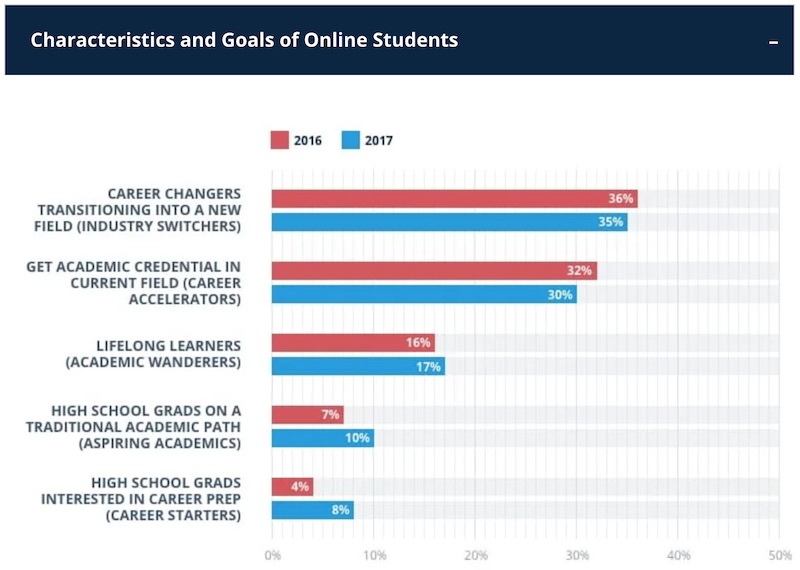 Characteristics and Goals of Online Students
–
2016 2017
CAREER CHANGERS
TRANSITIONING INTO A NEW
FIELD (INDUSTRY SWITCHERS)
36%
35%
GET ACADEMIC CREDENTIAL IN
CURRENT FIELD (CAREER
ACCELERATORS)
32%
30%
LIFELONG LEARNERS
(ACADEMIC WANDERERS)
16%
17%
HIGH SCHOOL GRADS ON A
TRADITIONAL ACADEMIC PATH
(ASPIRING ACADEMICS)
7%
10%
HIGH SCHOOL GRADS
INTERESTED IN CAREER PREP
(CAREER STARTERS)
4%
8%
0% 10% 20% 30% 40% 50%